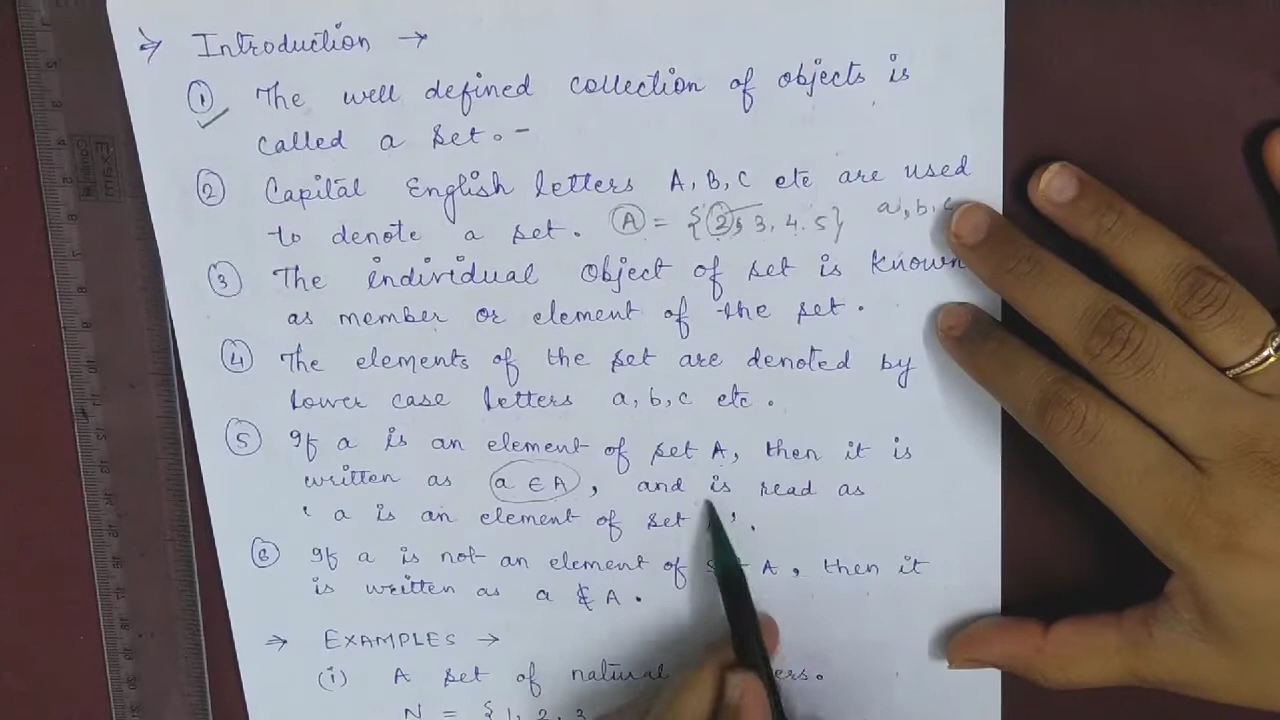 ⇒ Introduction →
① The well defined collection of objects is
called a set. -
② Capital English letters A, B, C etc are used
to denote a set. A = {2, 3, 4. 5} a, b, c
③ The individual object of set is known
as member or element of the set.
④ The elements of the set are denoted by
lower case letters a, b, c etc.
⑤ If a is an element of set A, then it is
written as a ∈ A, and is read as
' a is an element of set '.
⑥ If a is not an element of A, then it
is written as a ∉ A.
⇒ EXAMPLES →
(i) A set of natural
N = {1, 2, 3